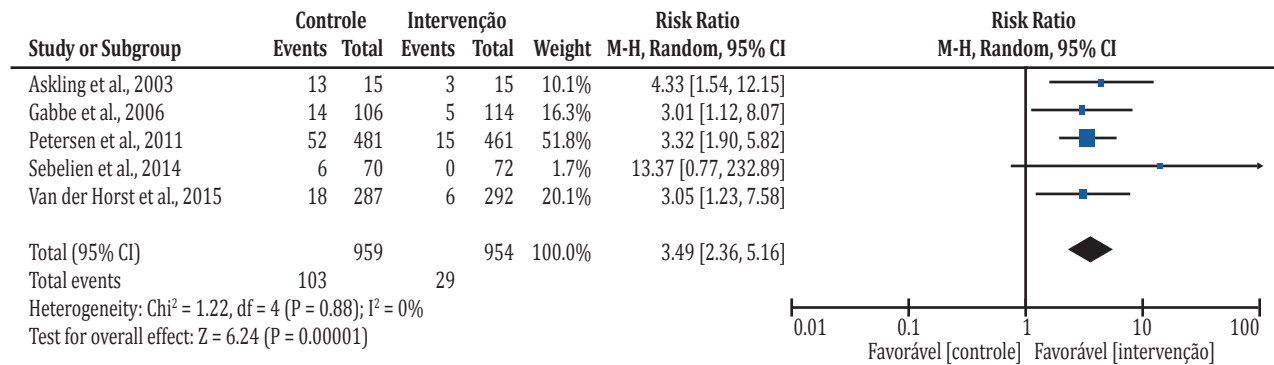 Controle Intervenção Risk Ratio Risk Ratio
Study or Subgroup Events Total Events Total Weight M-H, Random, 95% CI M-H, Random, 95% CI
Askling et al., 2003 13 15 3 15 10.1% 4.33 [1.54, 12.15]
Gabbe et al., 2006 14 106 5 114 16.3% 3.01 [1.12, 8.07]
Petersen et al., 2011 52 481 15 461 51.8% 3.32 [1.90, 5.82]
Sebelien et al., 2014 6 70 0 72 1.7% 13.37 [0.77, 232.89]
Van der Horst et al., 2015 18 287 6 292 20.1% 3.05 [1.23, 7.58]
Total (95% CI) 959 954 100.0% 3.49 [2.36, 5.16]
Total events 103 29
Heterogeneity: Chi² = 1.22, df = 4 (P = 0.88); I² = 0%
Test for overall effect: Z = 6.24 (P = 0.00001)
0.01 0.1 1 10 100
Favorável [controle] Favorável [intervenção]